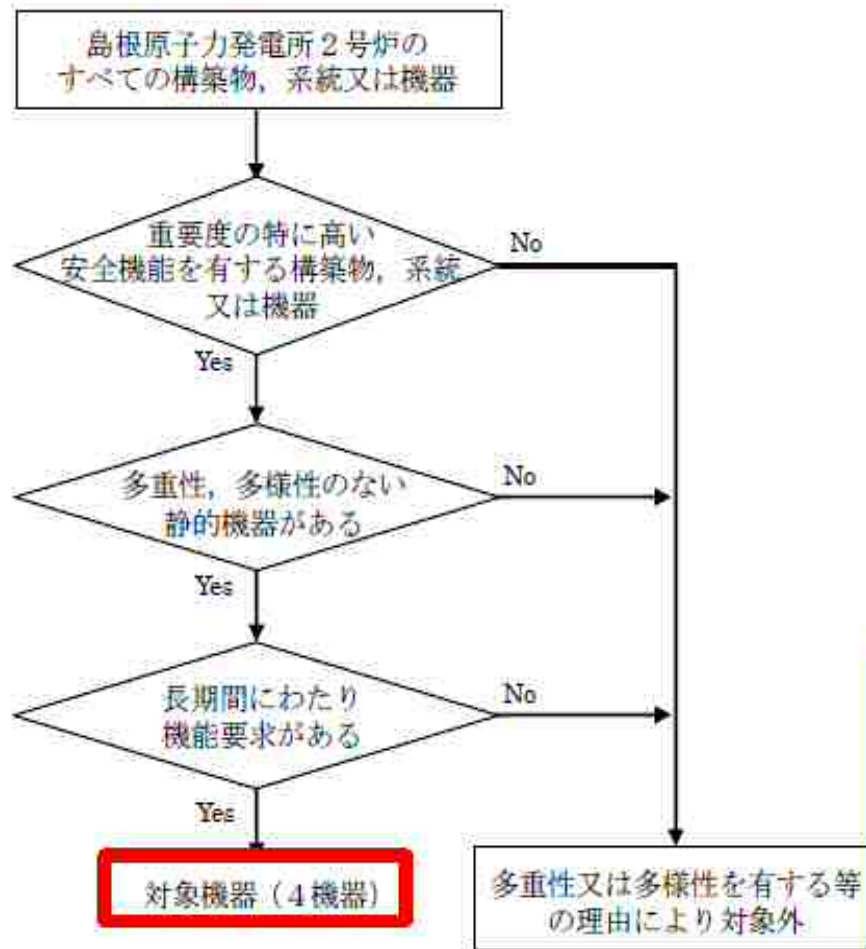 島根原子力発電所２号炉の
すべての構築物，系統又は機器
重要度の特に高い
安全機能を有する構築物，系統
又は機器
No
Yes
多重性，多様性のない
静的機器がある
No
Yes
長期間にわたり
機能要求がある
No
Yes
対象機器（４機器）
多重性又は多様性を有する等
の理由により対象外